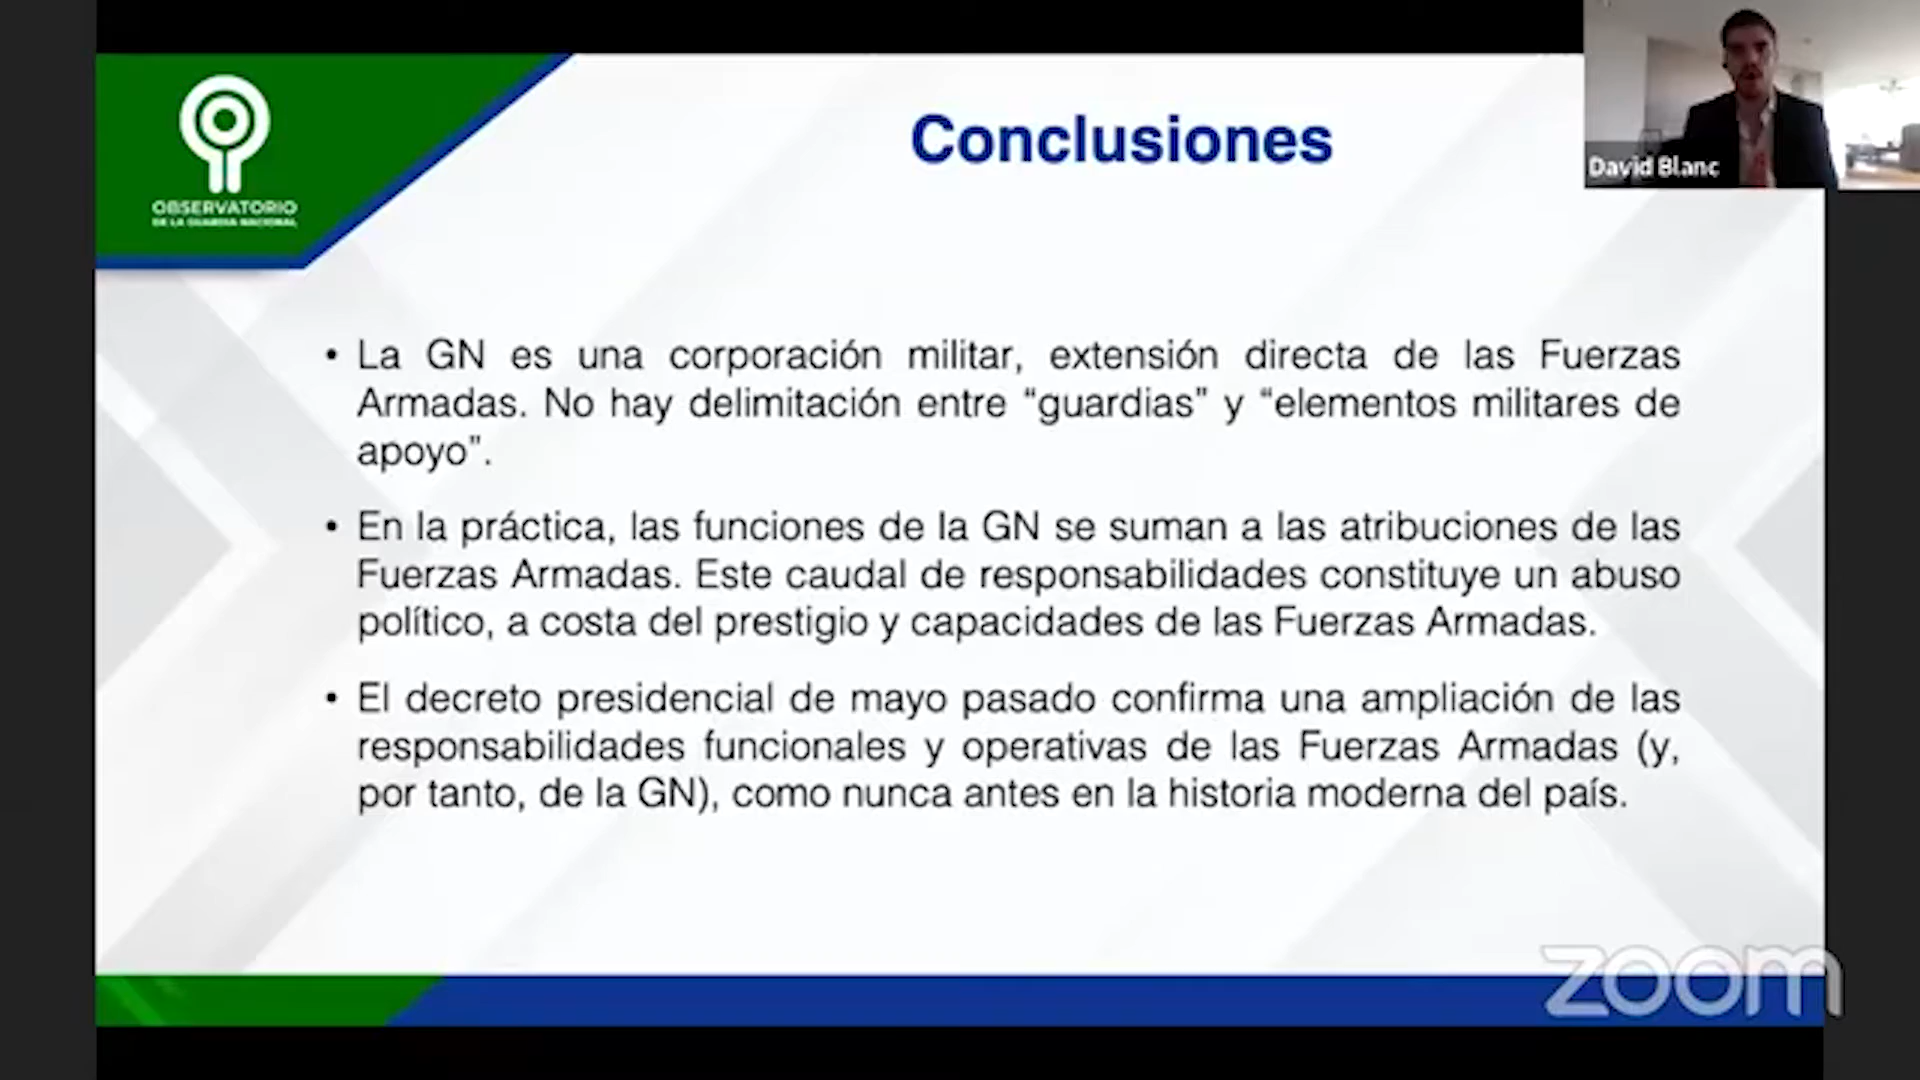 OBSERVATORIO
DE LA GUARDIA NACIONAL
Conclusiones
David Blanc
• La GN es una corporación militar, extensión directa de las Fuerzas
Armadas. No hay delimitación entre “guardias” y “elementos militares de
apoyo”.
• En la práctica, las funciones de la GN se suman a las atribuciones de las
Fuerzas Armadas. Este caudal de responsabilidades constituye un abuso
político, a costa del prestigio y capacidades de las Fuerzas Armadas.
• El decreto presidencial de mayo pasado confirma una ampliación de las
responsabilidades funcionales y operativas de las Fuerzas Armadas (y,
por tanto, de la GN), como nunca antes en la historia moderna del país.
zoom